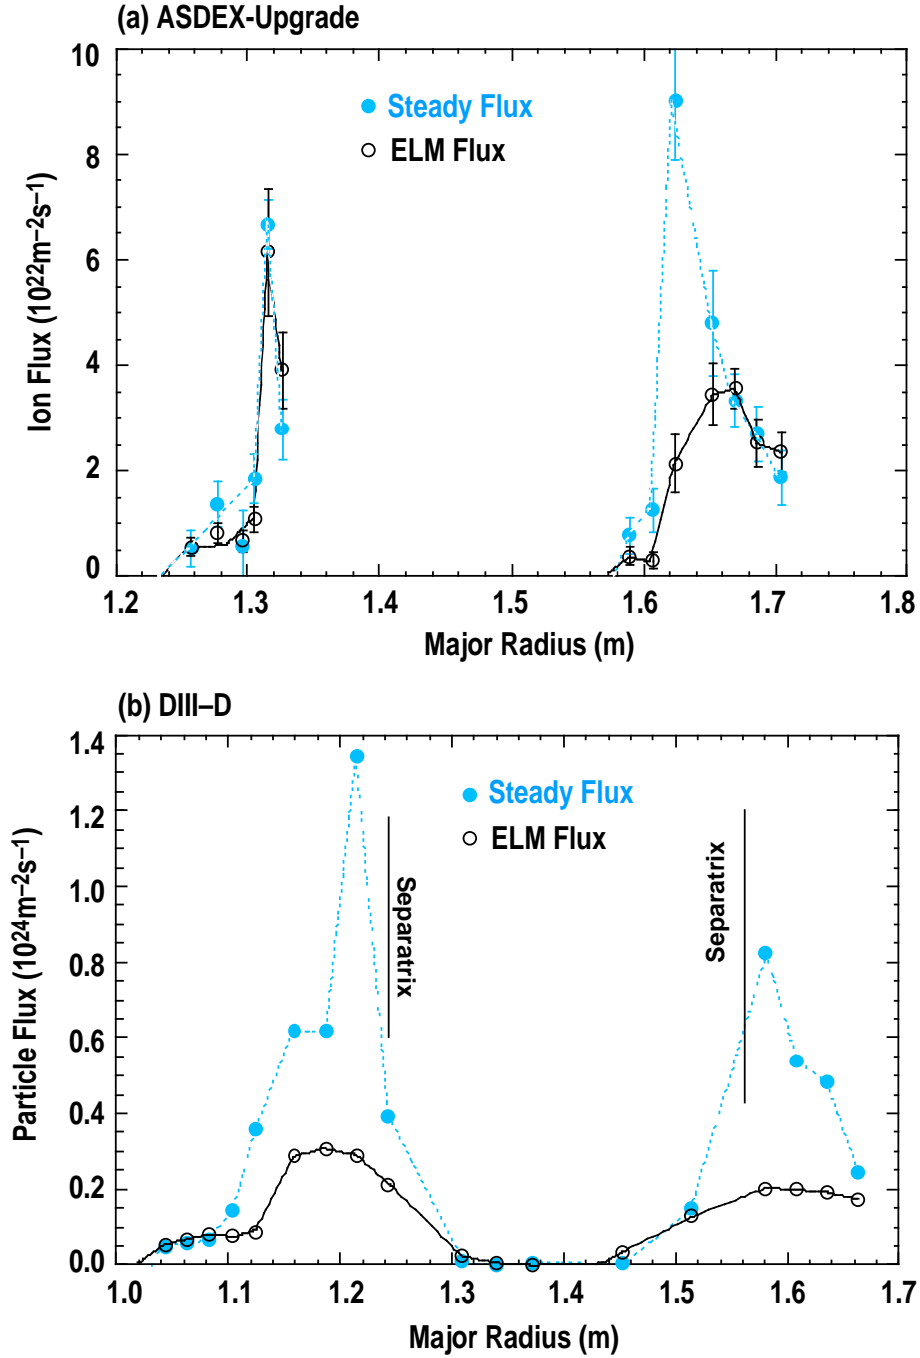 (a) ASDEX-Upgrade
10
8
6
4
2
0
Ion Flux (10²²m⁻²s⁻¹)
Steady Flux
ELM Flux
1.2 1.3 1.4 1.5 1.6 1.7 1.8
Major Radius (m)
(b) DIII–D
1.4
1.2
1.0
0.8
0.6
0.4
0.2
0.0
Particle Flux (10²⁴m⁻²s⁻¹)
Steady Flux
ELM Flux
Separatrix
Separatrix
1.0 1.1 1.2 1.3 1.4 1.5 1.6 1.7
Major Radius (m)